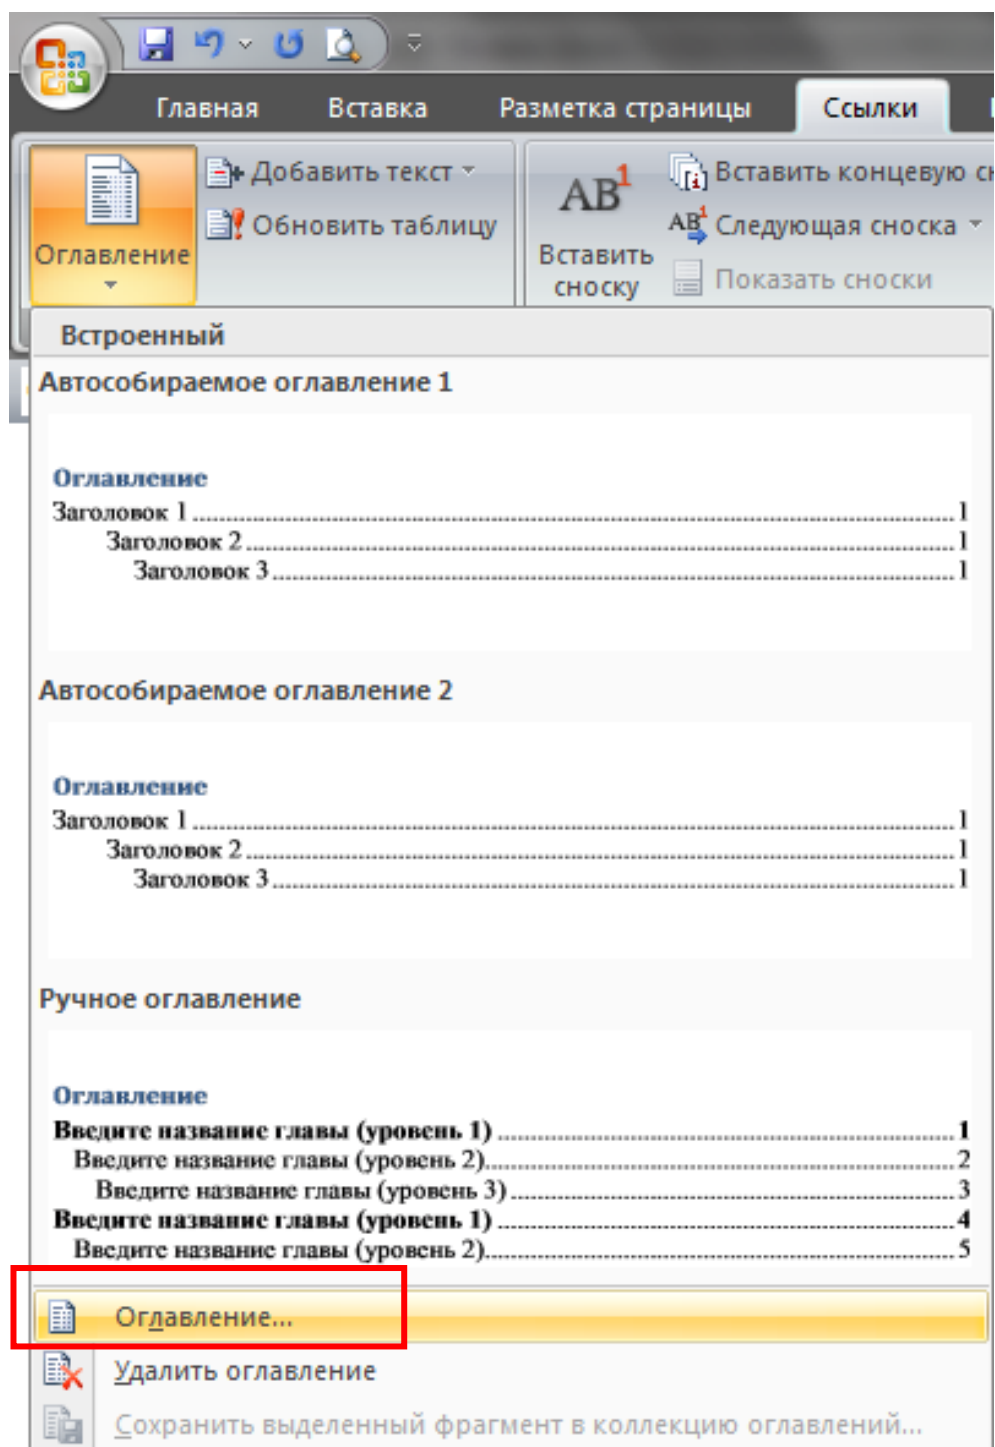 Главная Вставка Разметка страницы Ссылки
Оглавление
Добавить текст
Обновить таблицу
AB1
Вставить
сноску
Вставить концевую
AB1 Следующая сноска
Показать сноски
Встроенный
Автособираемое оглавление 1
Оглавление
Заголовок 1.....1
Заголовок 2.....1
Заголовок 3.....1
Автособираемое оглавление 2
Оглавление
Заголовок 1.....1
Заголовок 2.....1
Заголовок 3.....1
Ручное оглавление
Оглавление
Введите название главы (уровень 1).....1
Введите название главы (уровень 2).....2
Введите название главы (уровень 3).....3
Введите название главы (уровень 1).....4
Введите название главы (уровень 2).....5
Оглавление...
Удалить оглавление
Сохранить выделенный фрагмент в коллекцию оглавлений...